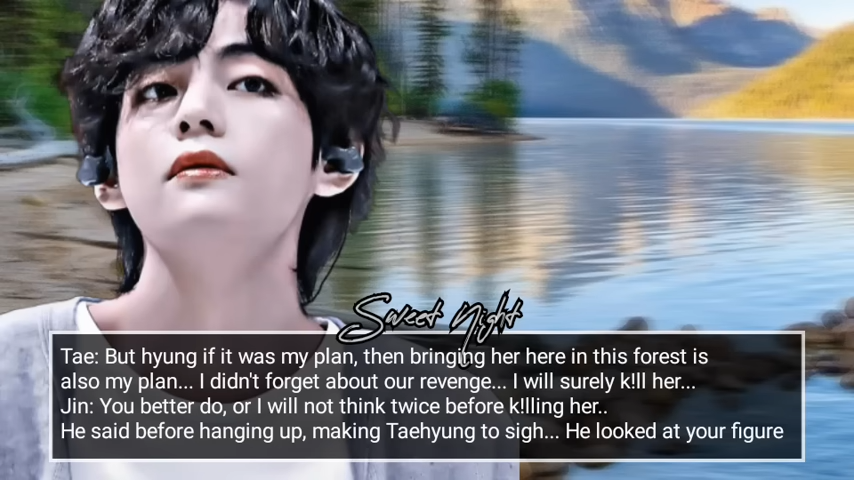 Sweet Night
Tae: But hyung if it was my plan, then bringing her here in this forest is
also my plan... I didn't forget about our revenge... I will surely k!ll her...
Jin: You better do, or I will not think twice before k!lling her..
He said before hanging up, making Taehyung to sigh... He looked at your figure